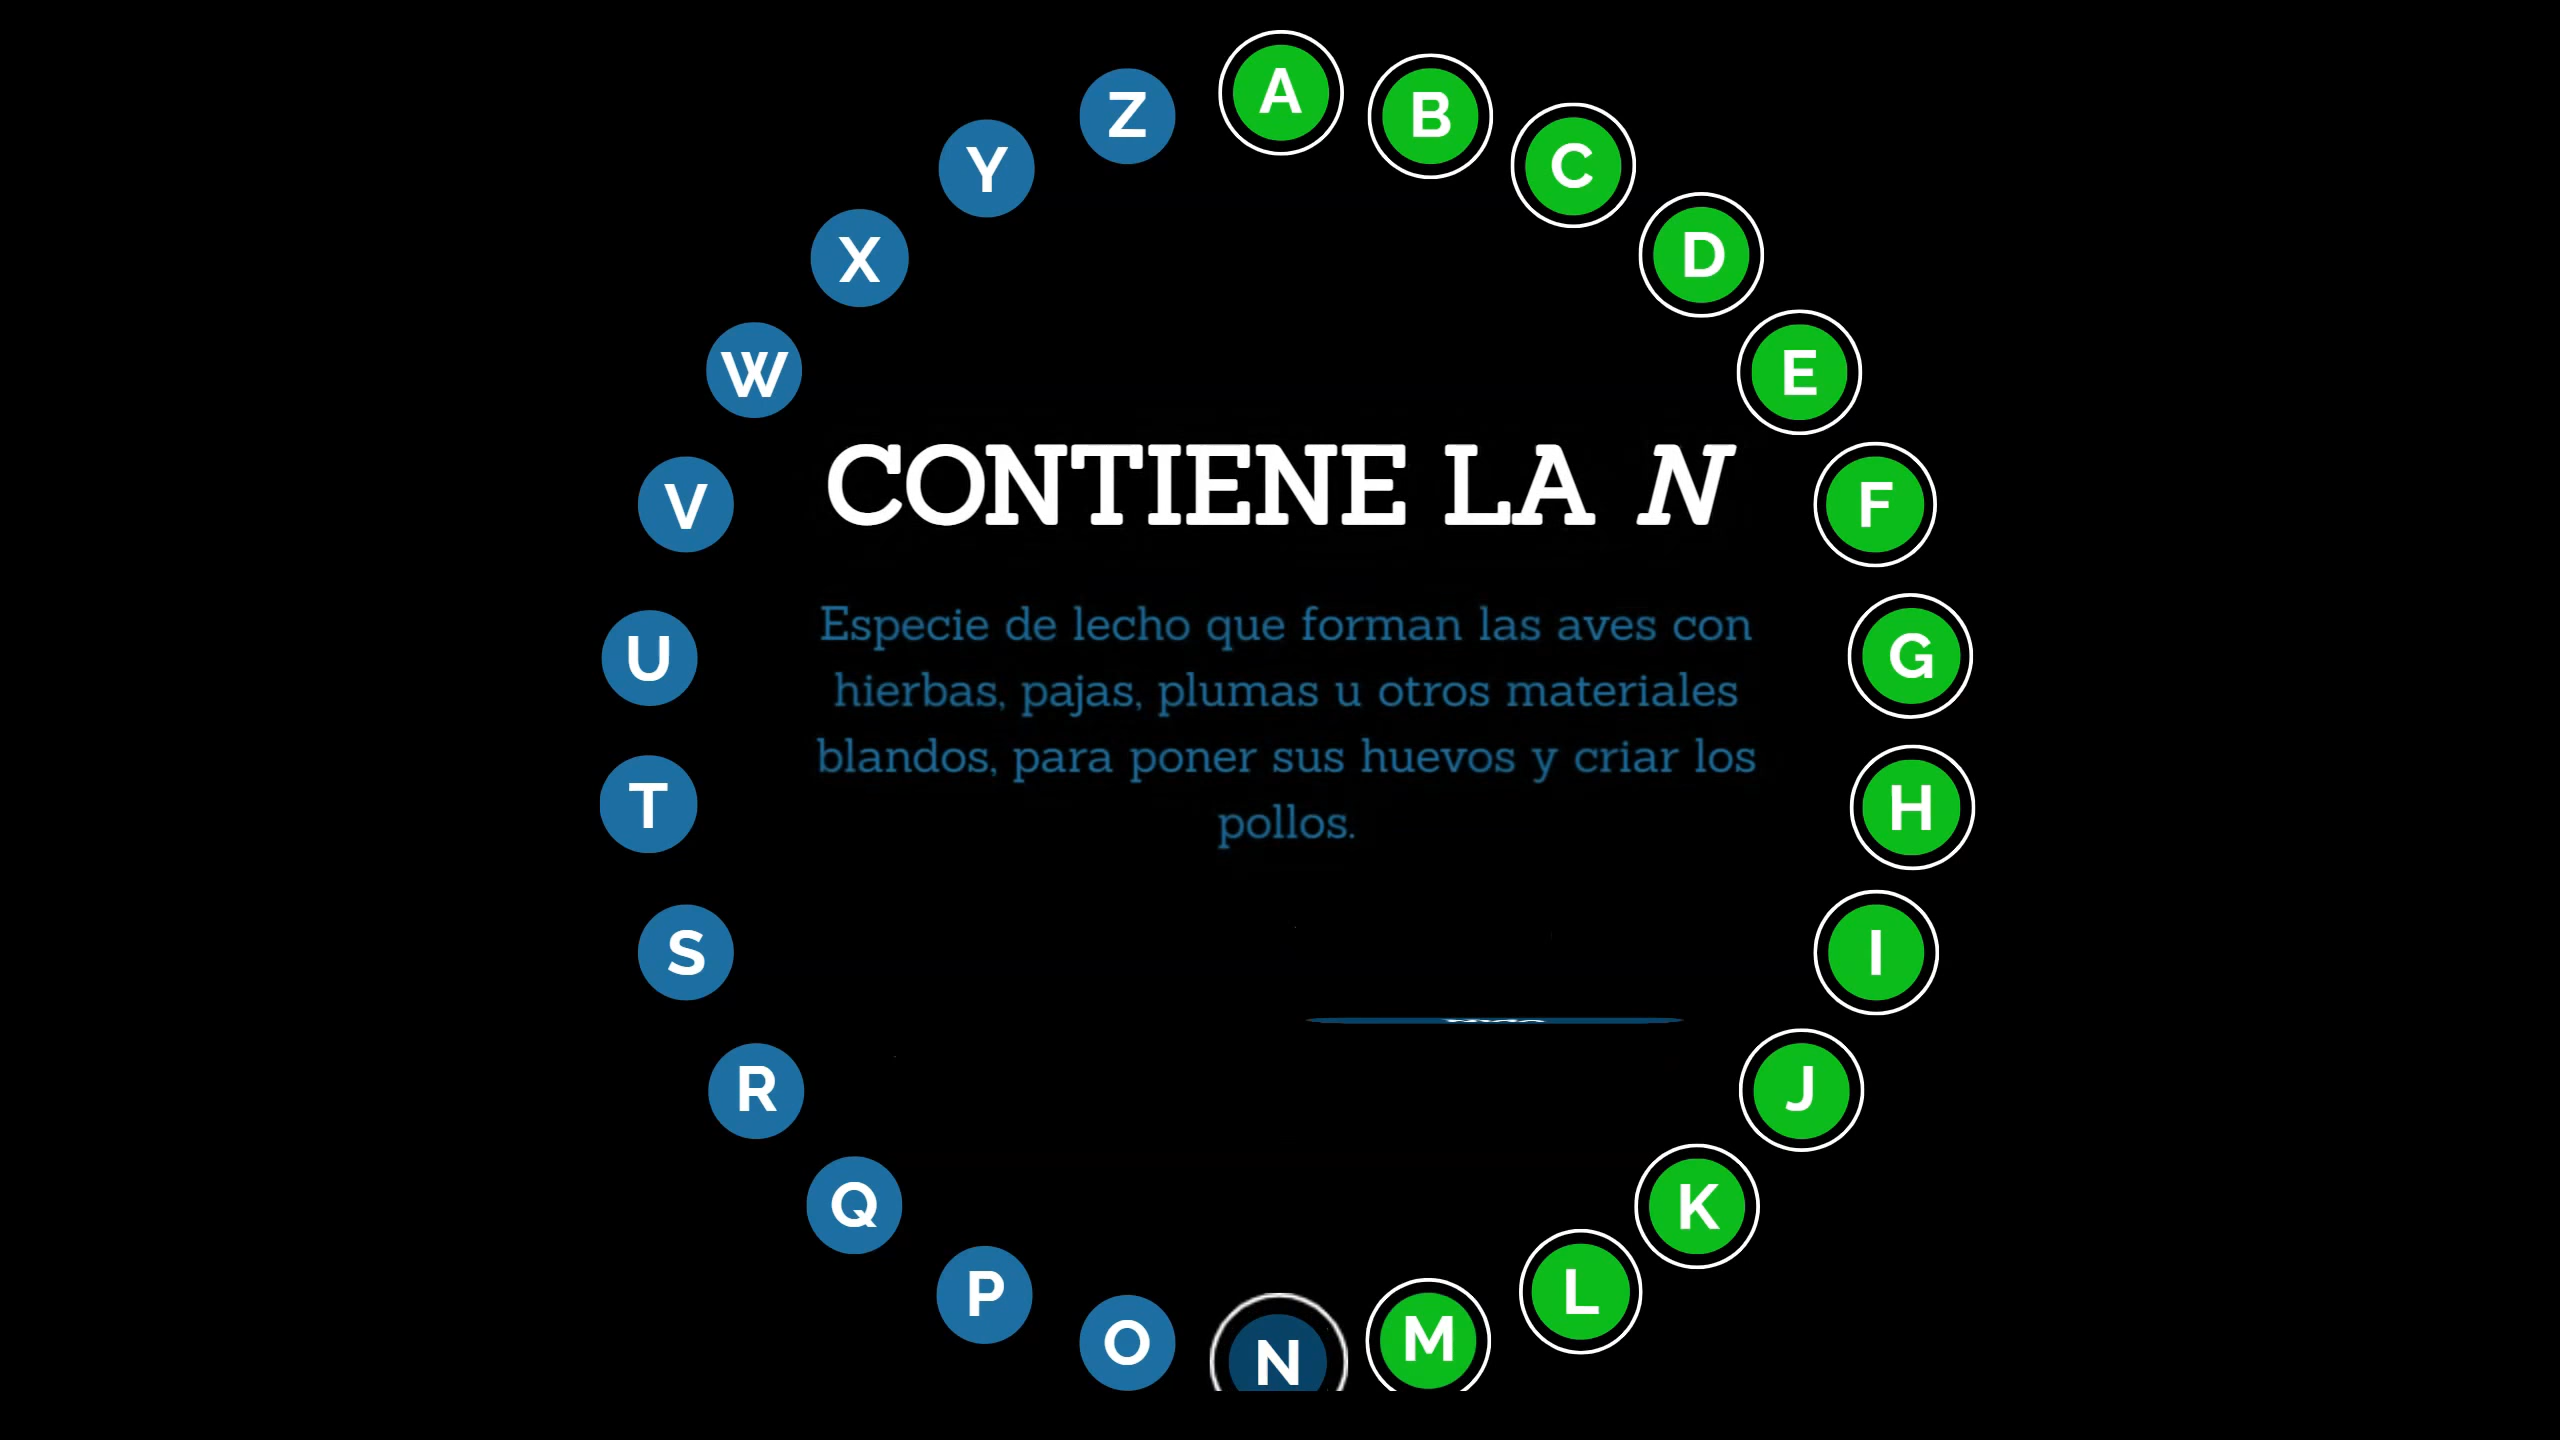 A
B
C
D
E
F
G
H
I
J
K
L
M
N
O
P
Q
R
S
T
U
V
W
X
Y
Z
CONTIENE LA N
Especie de lecho que forman las aves con
hierbas, pajas, plumas u otros materiales
blandos, para poner sus huevos y criar los
pollos.